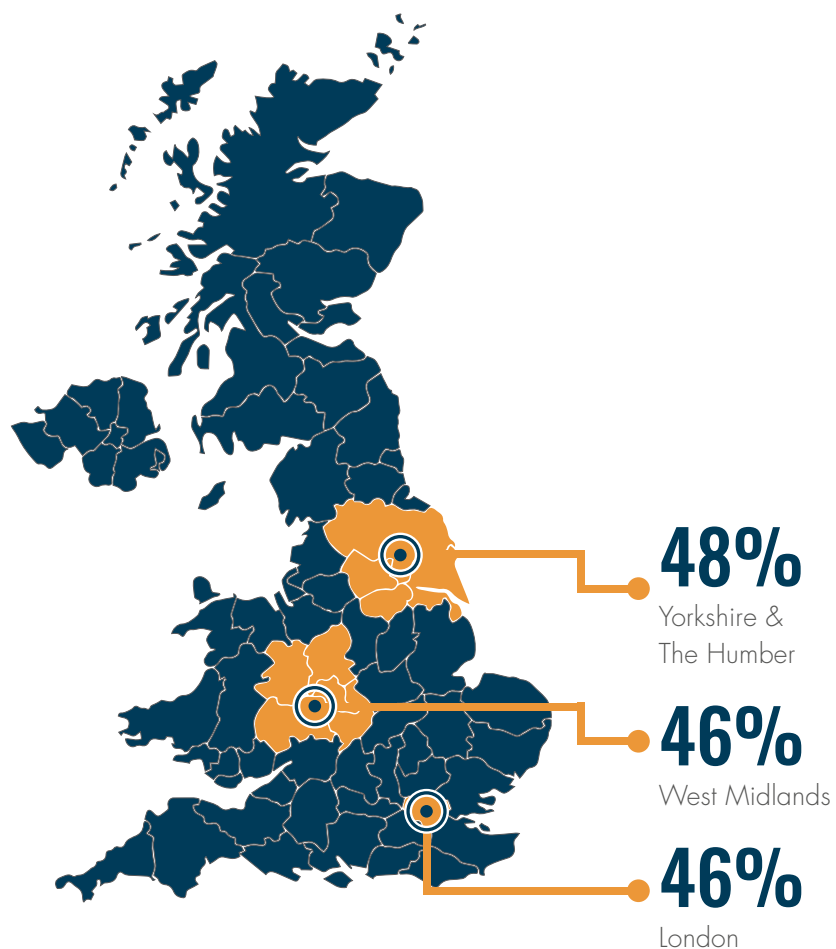 48%
Yorkshire &
The Humber
46%
West Midlands
46%
London